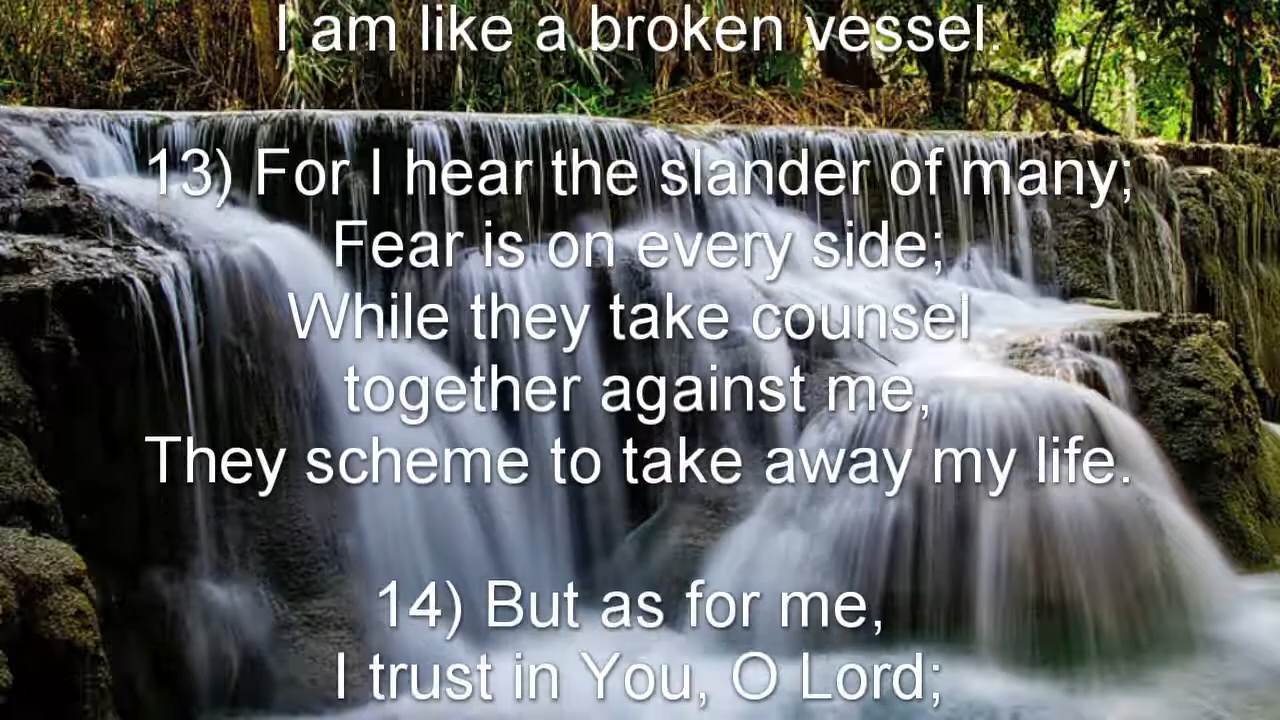 I am like a broken vessel.
13) For I hear the slander of many;
Fear is on every side;
While they take counsel
together against me,
They scheme to take away my life.
14) But as for me,
I trust in You, O Lord;